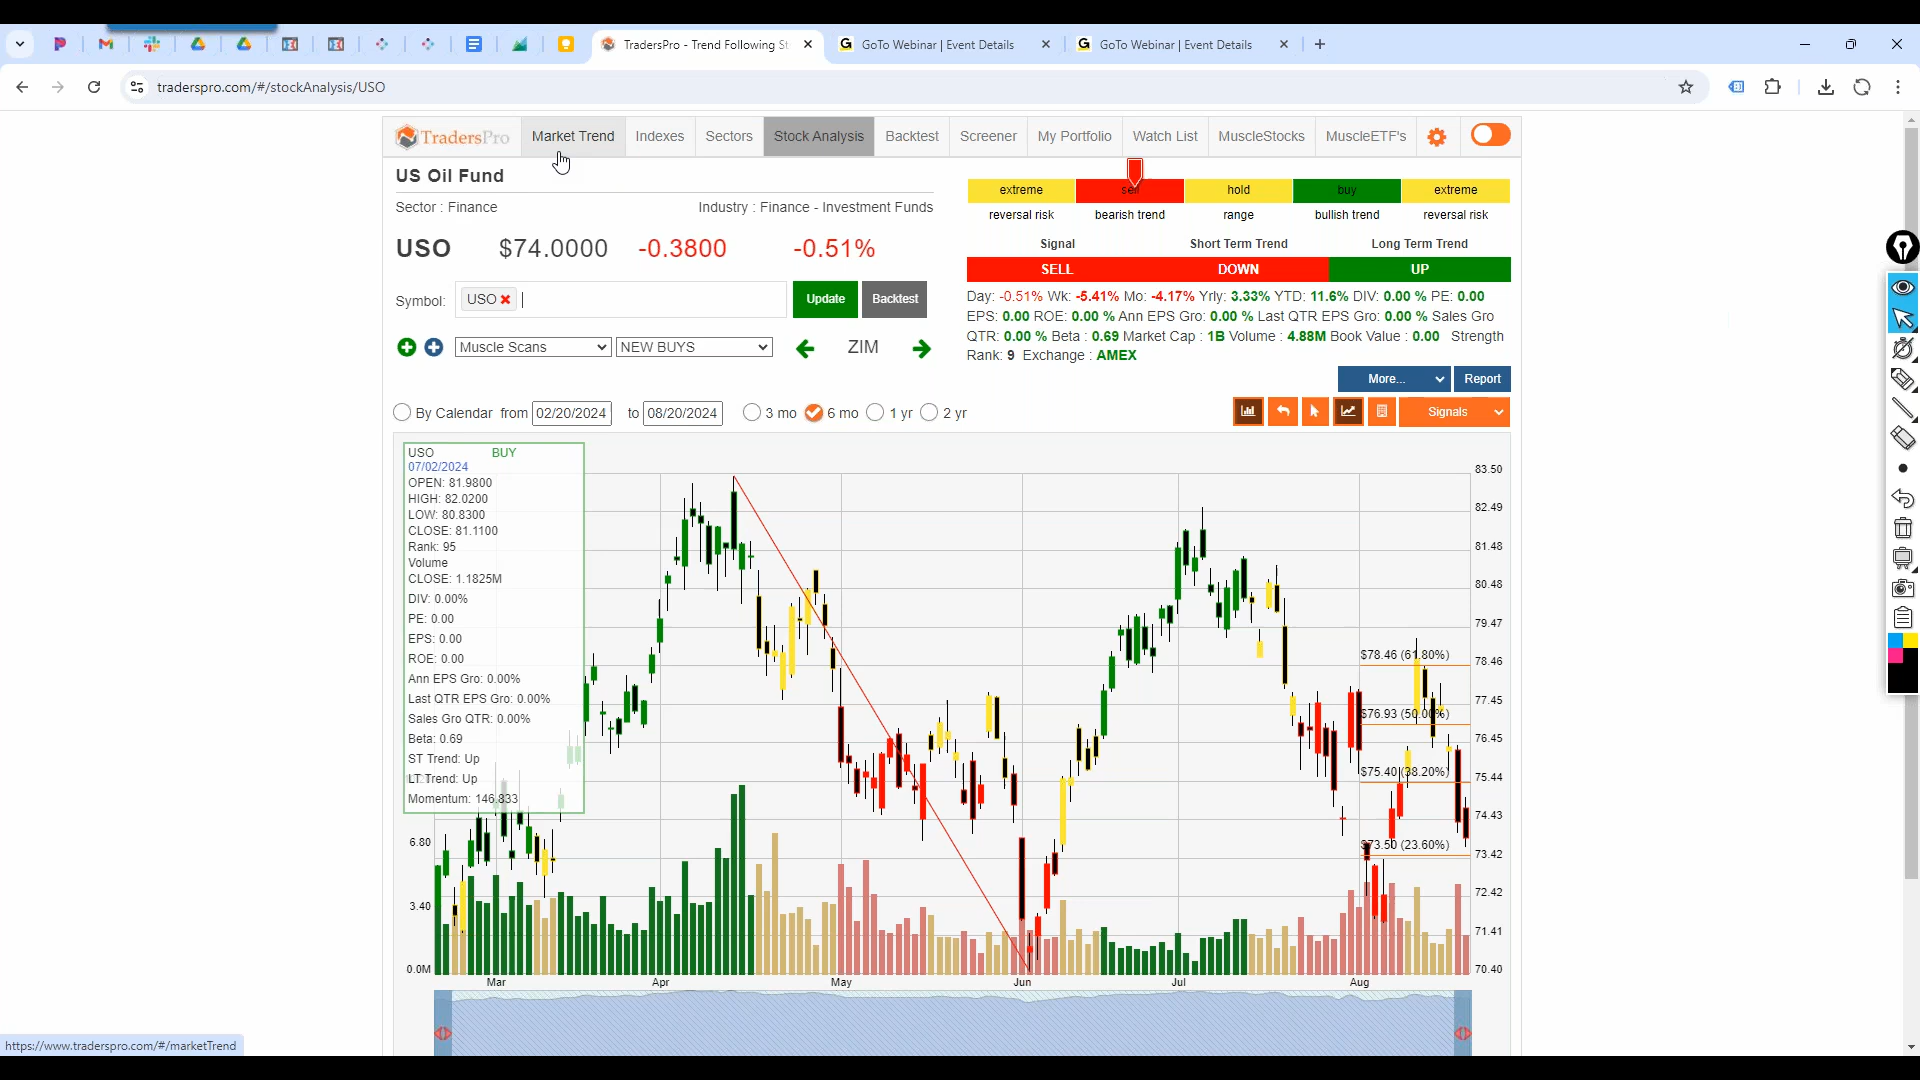 TradersPro - Trend Following St
GoTo Webinar | Event Details
GoTo Webinar | Event Details
traderspro.com/#/stockAnalysis/USO
TradersPro
Market Trend
Indexes
Sectors
Stock Analysis
Backtest
Screener
My Portfolio
Watch List
MuscleStocks
MuscleETF's
US Oil Fund
Sector : Finance
Industry : Finance - Investment Funds
USO $74.0000 -0.3800 -0.51%
Symbol: USO
Update
Backtest
Muscle Scans
NEW BUYS
ZIM
extreme sell hold buy extreme
reversal risk bearish trend range bullish trend reversal risk
Signal Short Term Trend Long Term Trend
SELL DOWN UP
Day: -0.51% Wk: -5.41% Mo: -4.17% Yrly: 3.33% YTD: 11.6% DIV: 0.00 % PE: 0.00
EPS: 0.00 ROE: 0.00 % Ann EPS Gro: 0.00 % Last QTR EPS Gro: 0.00 % Sales Gro
QTR: 0.00 % Beta : 0.69 Market Cap : 1B Volume : 4.88M Book Value : 0.00 Strength
Rank: 9 Exchange : AMEX
More...
Report
By Calendar from 02/20/2024 to 08/20/2024 3 mo 6 mo 1 yr 2 yr
Signals
USO BUY
07/02/2024
OPEN: 81.9800
HIGH: 82.0200
LOW: 80.8300
CLOSE: 81.1100
Rank: 95
Volume
CLOSE: 1.1825M
DIV: 0.00%
PE: 0.00
EPS: 0.00
ROE: 0.00
Ann EPS Gro: 0.00%
Last QTR EPS Gro: 0.00%
Sales Gro QTR: 0.00%
Beta: 0.69
ST Trend: Up
LT Trend: Up
Momentum: 146.833
83.50
82.49
81.48
80.48
79.47
78.46
77.45
76.45
75.44
74.43
73.42
72.42
71.41
70.40
$78.46 (61.80%)
$76.93 (50.00%)
$75.40 (38.20%)
$73.50 (23.60%)
6.80
3.40
0.0M
Mar Apr May Jun Jul Aug
https://www.traderspro.com/#/marketTrend